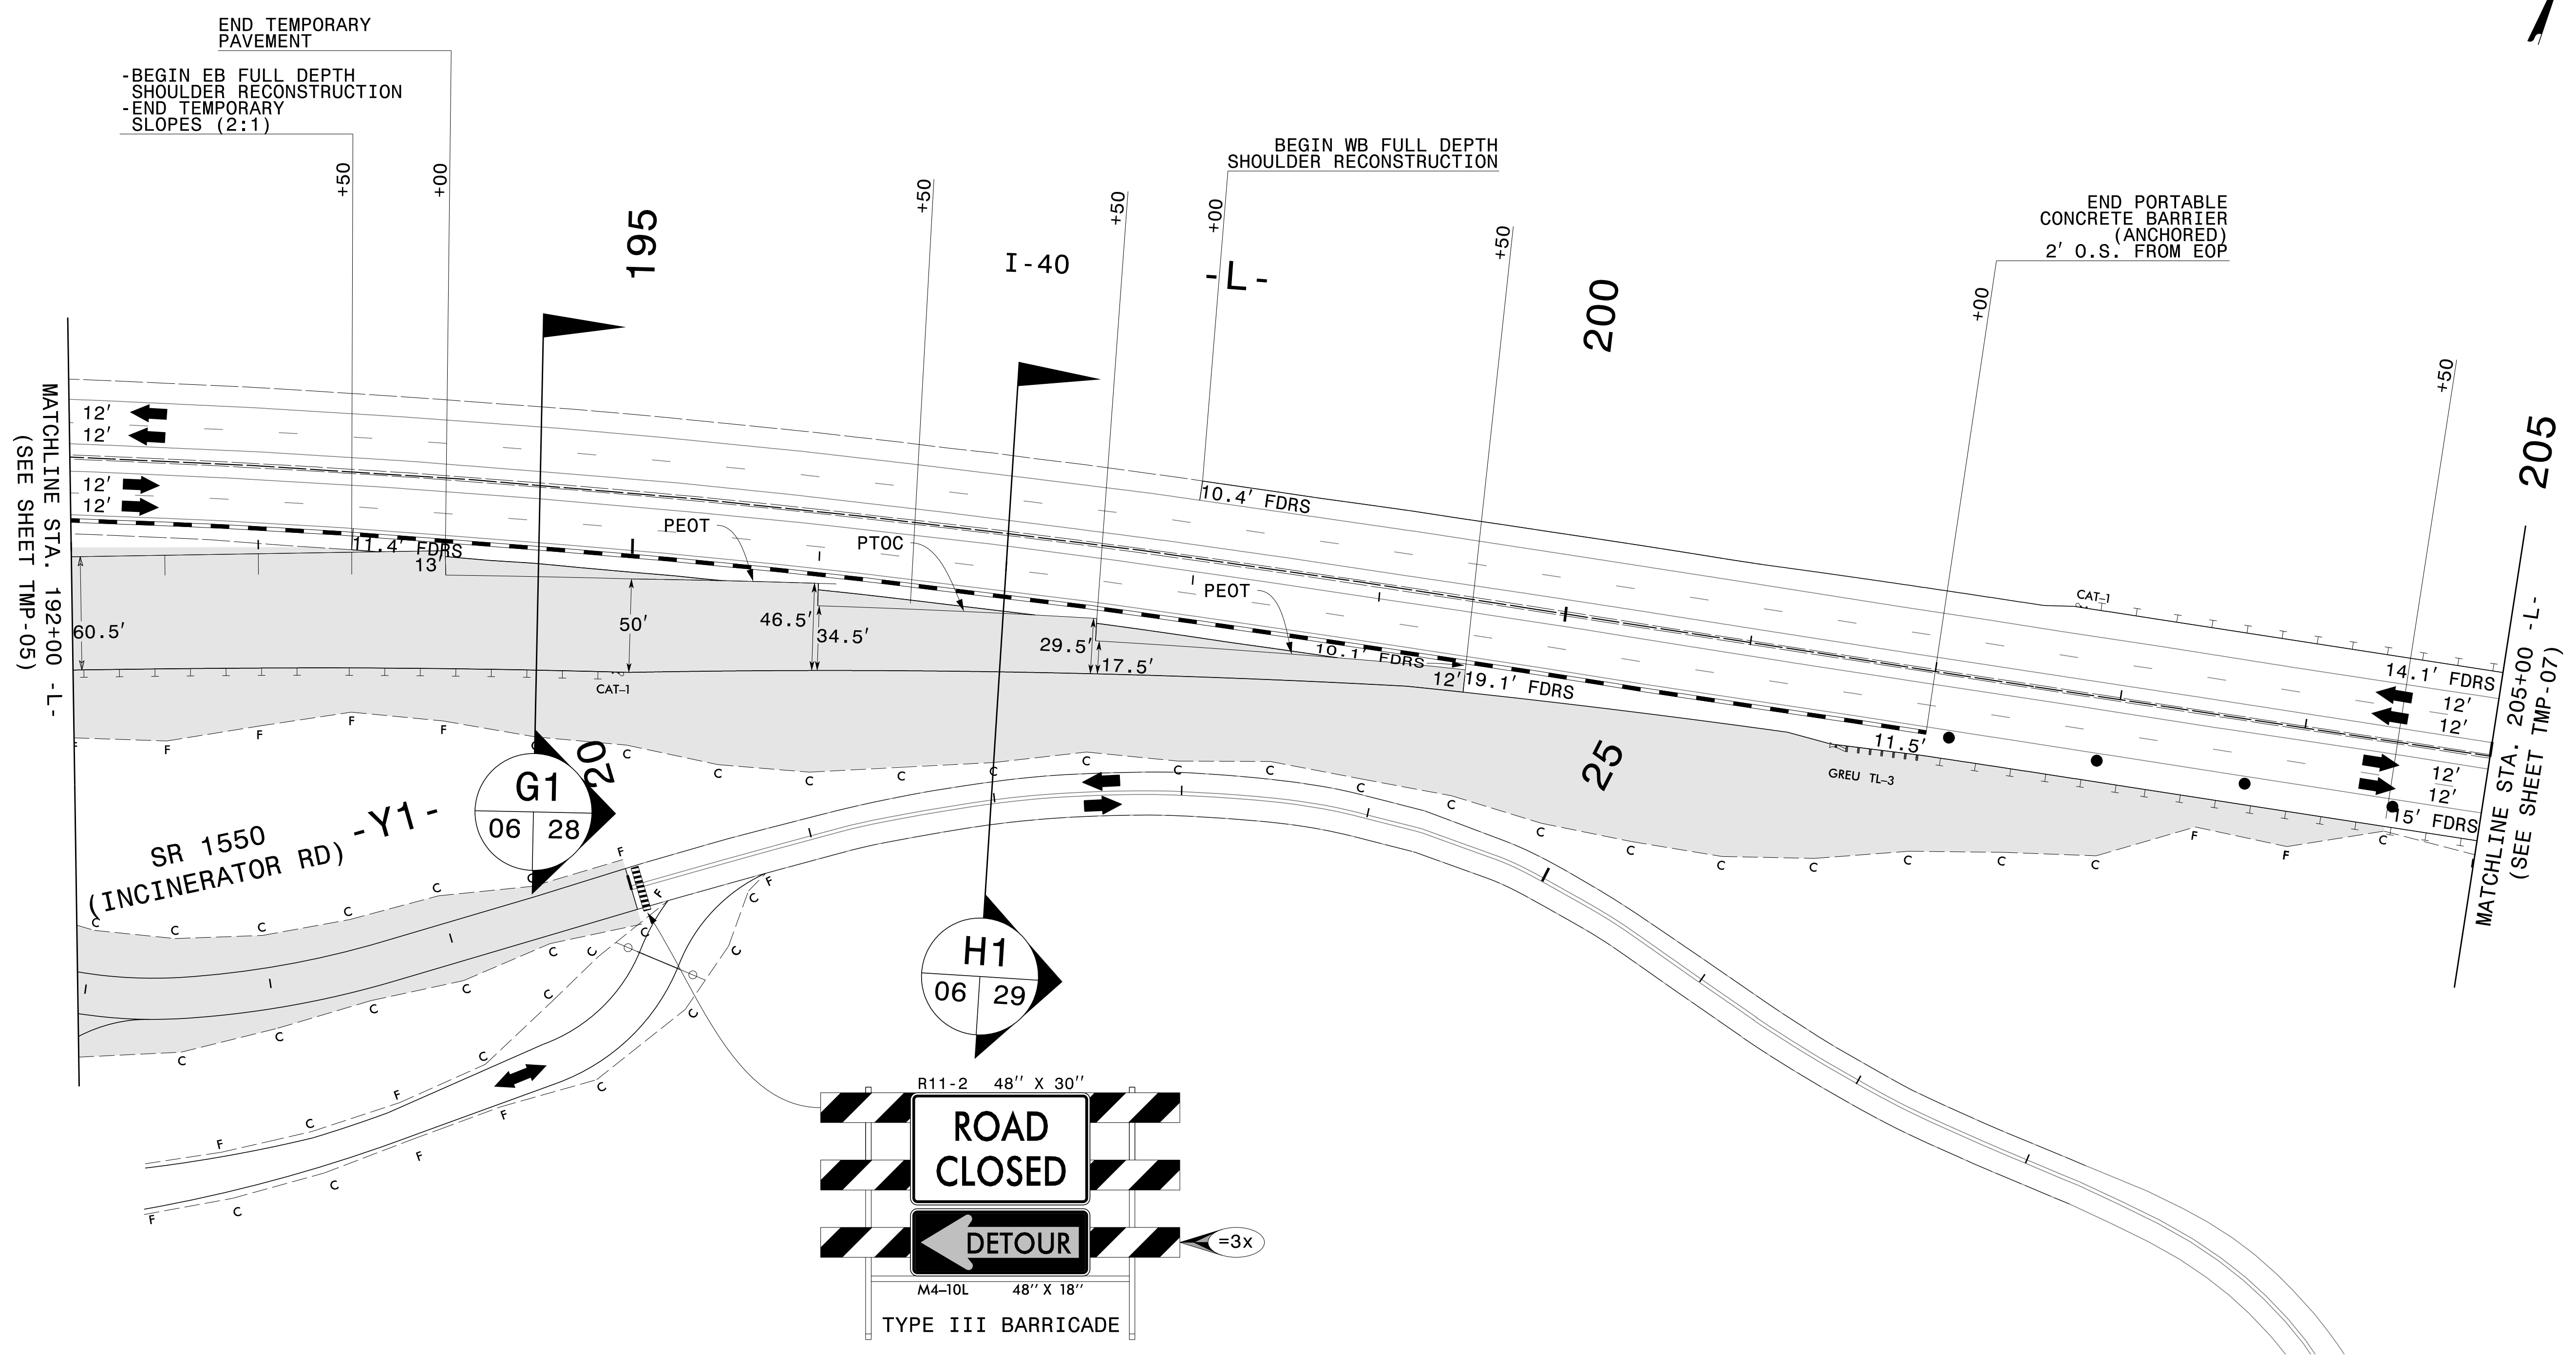 END TEMPORARY
PAVEMENT
-BEGIN EB FULL DEPTH
SHOULDER RECONSTRUCTION
-END TEMPORARY
SLOPES (2:1)
+50
+00
195
+50
I-40
+50
-L-
+00
BEGIN WB FULL DEPTH
SHOULDER RECONSTRUCTION
+50
200
END PORTABLE
CONCRETE BARRIER
(ANCHORED)
2' O.S. FROM EOP
+00
+50
205
MATCHLINE STA. 192+00 -L-
(SEE SHEET TMP-05)
12'
12'
12'
12'
11.4' FDRS
13'
PEOT
PTOC
10.4' FDRS
PEOT
60.5'
50'
46.5'
34.5'
29.5'
17.5'
10.1' FDRS
12'
19.1' FDRS
CAT-1
CAT-1
14.1' FDRS
12'
12'
12'
12'
15' FDRS
11.5'
GREU TL-3
MATCHLINE STA. 205+00 -L-
(SEE SHEET TMP-07)
F F F F F
C C C C C C C C C C C C C C C C C C C C
F F C
20
25
G1
06 28
H1
06 29
SR 1550
(INCINERATOR RD)
-Y1-
C C C C C C F
C C C C C C C
F F
C C C C C C
F C F C C
F C C F F C
R11-2 48" X 30"
ROAD
CLOSED
DETOUR
=3x
M4-10L 48" X 18"
TYPE III BARRICADE